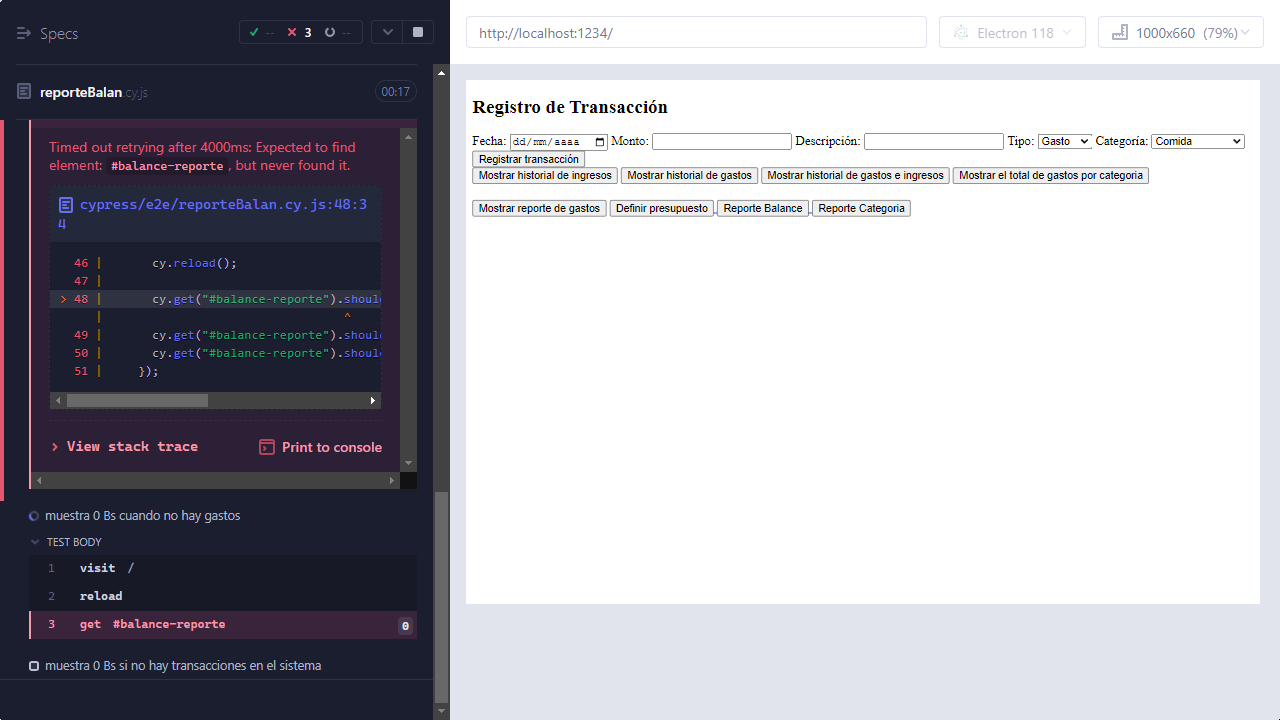 Specs
-- 3 --
reporteBalan.cy.js
00:17
Timed out retrying after 4000ms: Expected to find
element: #balance-reporte, but never found it.
cypress/e2e/reporteBalan.cy.js:48:3
4
46 | cy.reload();
47 |
> 48 | cy.get("#balance-reporte").shoul
| ^
49 | cy.get("#balance-reporte").shoul
50 | cy.get("#balance-reporte").shoul
51 | });
> View stack trace
Print to console
muestra 0 Bs cuando no hay gastos
TEST BODY
1 visit /
2 reload
3 get #balance-reporte 0
muestra 0 Bs si no hay transacciones en el sistema
http://localhost:1234/
Electron 118
1000x660 (79%)
Registro de Transacción
Fecha: dd/mm/aaaa Monto: Descripción: Tipo: Gasto Categoría: Comida
Registrar transacción
Mostrar historial de ingresos Mostrar historial de gastos Mostrar historial de gastos e ingresos Mostrar el total de gastos por categoria
Mostrar reporte de gastos Definir presupuesto Reporte Balance Reporte Categoria